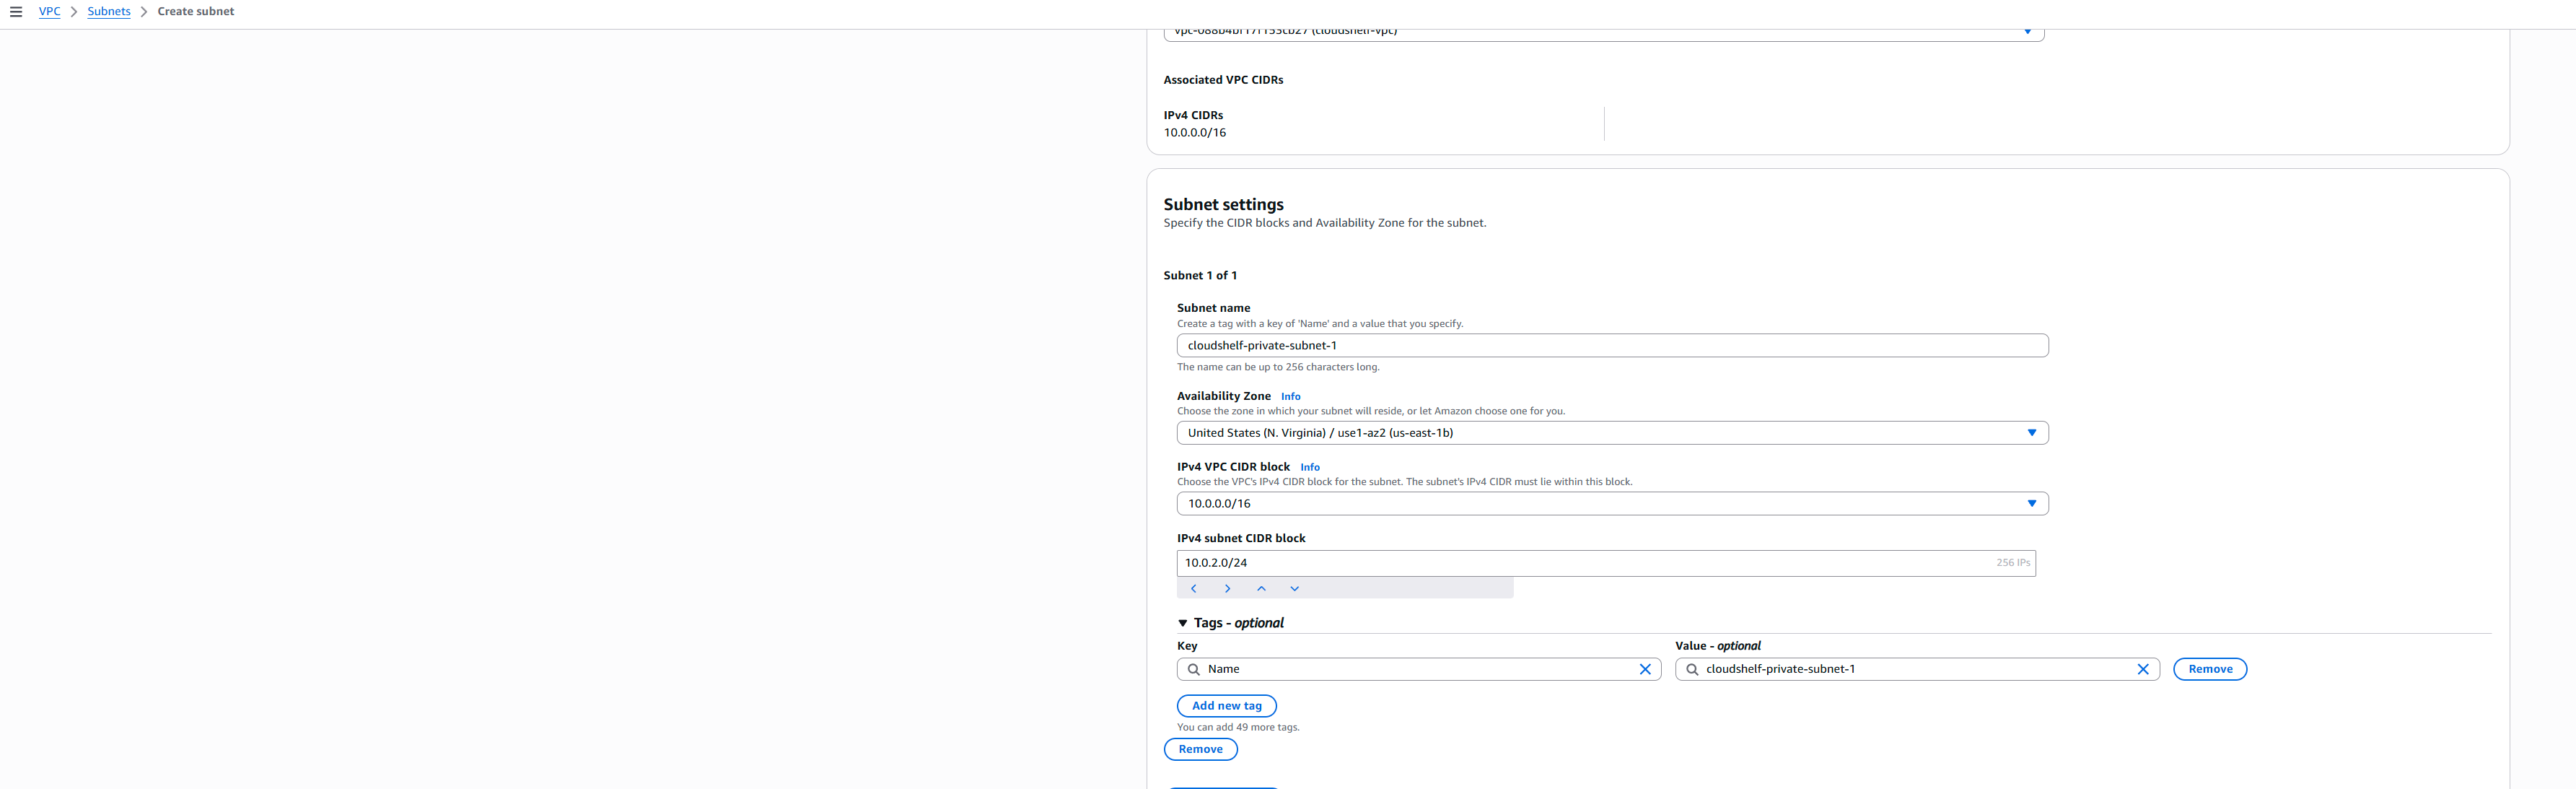 VPC > Subnets > Create subnet
vpc-088b4bf17f153cb27 (cloudshelf-vpc)
Associated VPC CIDRs
IPv4 CIDRs
10.0.0.0/16
Subnet settings
Specify the CIDR blocks and Availability Zone for the subnet.
Subnet 1 of 1
Subnet name
Create a tag with a key of 'Name' and a value that you specify.
cloudshelf-private-subnet-1
The name can be up to 256 characters long.
Availability Zone Info
Choose the zone in which your subnet will reside, or let Amazon choose one for you.
United States (N. Virginia) / use1-az2 (us-east-1b)
IPv4 VPC CIDR block Info
Choose the VPC's IPv4 CIDR block for the subnet. The subnet's IPv4 CIDR must lie within this block.
10.0.0.0/16
IPv4 subnet CIDR block
10.0.2.0/24 256 IPs
Tags - optional
Key Value - optional
Name cloudshelf-private-subnet-1 Remove
Add new tag
You can add 49 more tags.
Remove